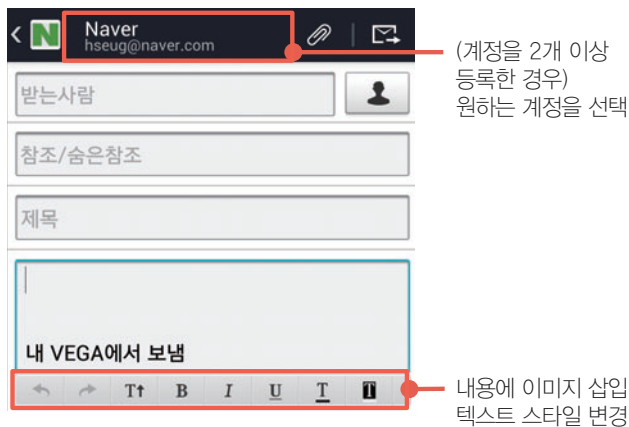 Naver
hseug@naver.com
(계정을 2개 이상
등록한 경우)
원하는 계정을 선택
받는사람
참조/숨은참조
제목
내 VEGA에서 보냄
T↑ B I U T T
내용에 이미지 삽입
텍스트 스타일 변경